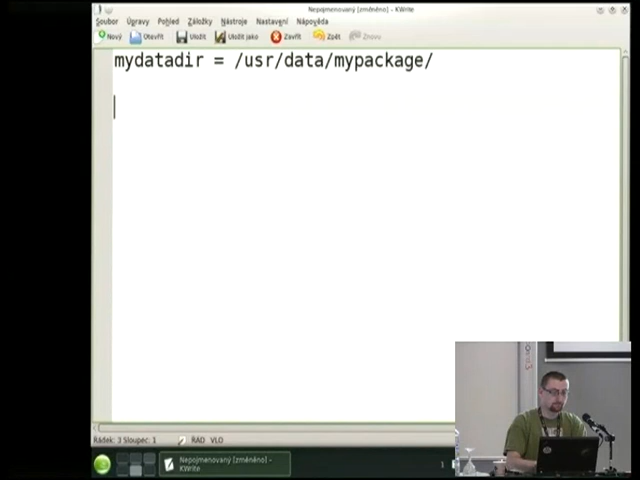 Nepojmenovaný [změněno] - KWrite
Soubor Úpravy Pohled Záložky Nástroje Nastavení Nápověda
Nový Otevřít Uložit Uložit jako Zavřít Zpět Znovu
mydatadir = /usr/data/mypackage/
Řádek: 3 Sloupec: 1 ŘÁD VLO
Nepojmenovaný [změněno] -
KWrite
1